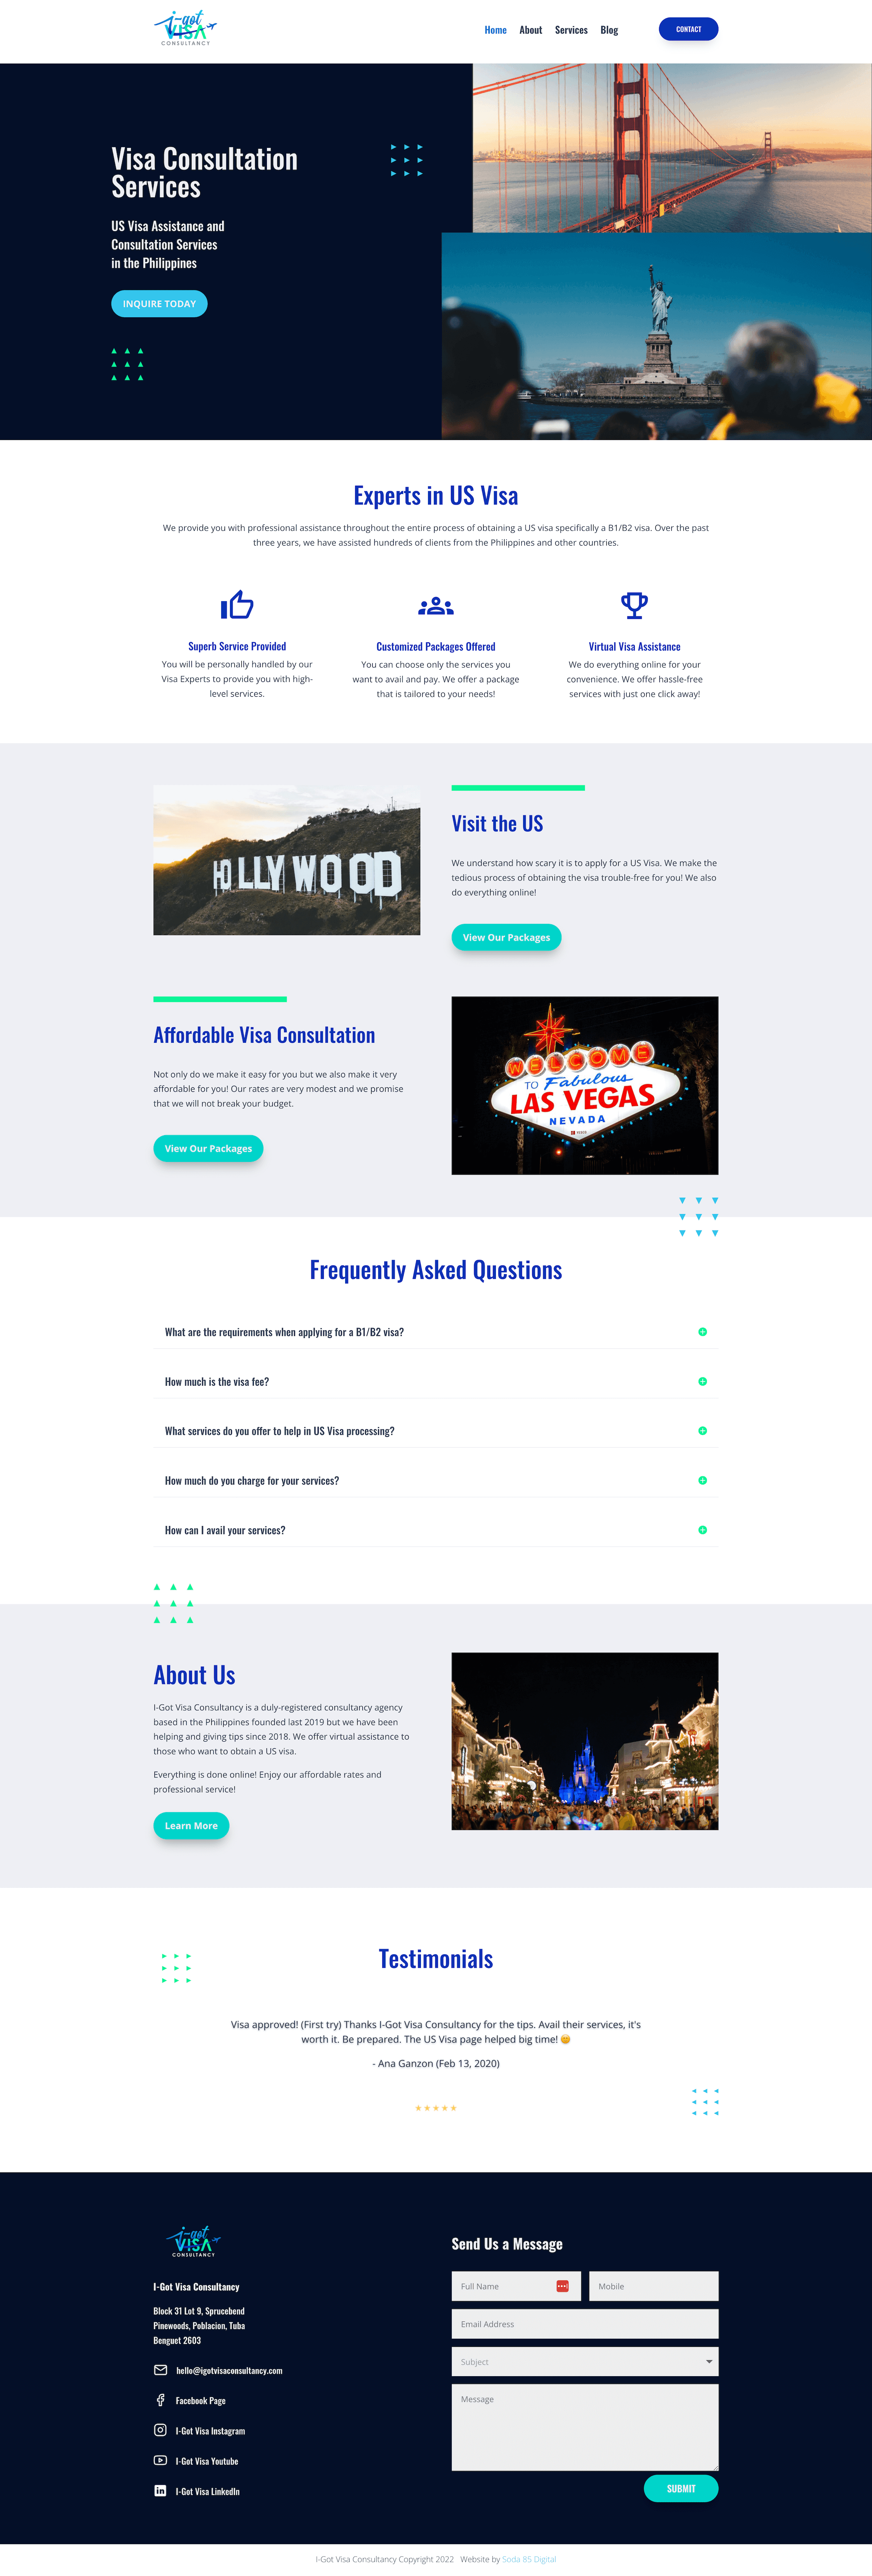 i-got
VISA
CONSULTANCY
Home
About
Services
Blog
CONTACT
Visa Consultation
Services
US Visa Assistance and
Consultation Services
in the Philippines
INQUIRE TODAY
Experts in US Visa
We provide you with professional assistance throughout the entire process of obtaining a US visa specifically a B1/B2 visa. Over the past
three years, we have assisted hundreds of clients from the Philippines and other countries.
Superb Service Provided
You will be personally handled by our
Visa Experts to provide you with high-
level services.
Customized Packages Offered
You can choose only the services you
want to avail and pay. We offer a package
that is tailored to your needs!
Virtual Visa Assistance
We do everything online for your
convenience. We offer hassle-free
services with just one click away!
HOLLYWOOD
Visit the US
We understand how scary it is to apply for a US Visa. We make the
tedious process of obtaining the visa trouble-free for you! We also
do everything online!
View Our Packages
Affordable Visa Consultation
Not only do we make it easy for you but we also make it very
affordable for you! Our rates are very modest and we promise
that we will not break your budget.
View Our Packages
WELCOME
TO Fabulous
LAS VEGAS
NEVADA
Frequently Asked Questions
What are the requirements when applying for a B1/B2 visa?
How much is the visa fee?
What services do you offer to help in US Visa processing?
How much do you charge for your services?
How can I avail your services?
About Us
I-Got Visa Consultancy is a duly-registered consultancy agency
based in the Philippines founded last 2019 but we have been
helping and giving tips since 2018. We offer virtual assistance to
those who want to obtain a US visa.
Everything is done online! Enjoy our affordable rates and
professional service!
Learn More
Testimonials
Visa approved! (First try) Thanks I-Got Visa Consultancy for the tips. Avail their services, it's
worth it. Be prepared. The US Visa page helped big time! 😊
- Ana Ganzon (Feb 13, 2020)
★★★★★
i-got
VISA
CONSULTANCY
I-Got Visa Consultancy
Block 31 Lot 9, Sprucebend
Pinewoods, Poblacion, Tuba
Benguet 2603
hello@igotvisaconsultancy.com
Facebook Page
I-Got Visa Instagram
I-Got Visa Youtube
I-Got Visa LinkedIn
Send Us a Message
Full Name
Mobile
Email Address
Subject
Message
SUBMIT
I-Got Visa Consultancy Copyright 2022 Website by Soda 85 Digital